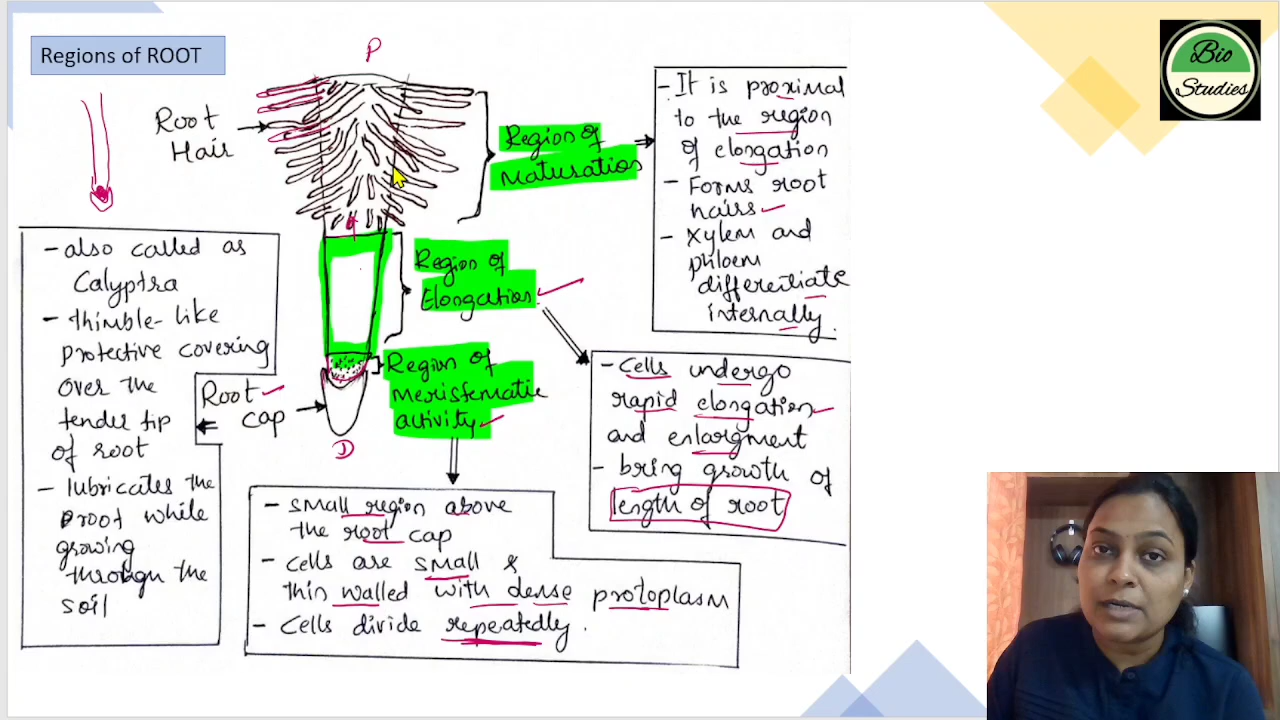 Regions of ROOT
Bio
Studies
P
Root
Hair
Region of
maturation
- It is proximal
to the region
of elongation
- Forms root
hairs
- xylem and
phloem
differentiate
internally.
Region of
Elongation
- also called as
Calyptra
- thimble-like
protective covering
over the
tender tip
of root
- lubricates the
root while
growing
through the
soil
Root
cap
Region of
meristematic
activity
D
- Cells undergo
rapid elongation
and enlargment
- bring growth of
length of root
- small region above
the root cap
- cells are small &
thin walled with dense protoplasm
- cells divide repeatedly.